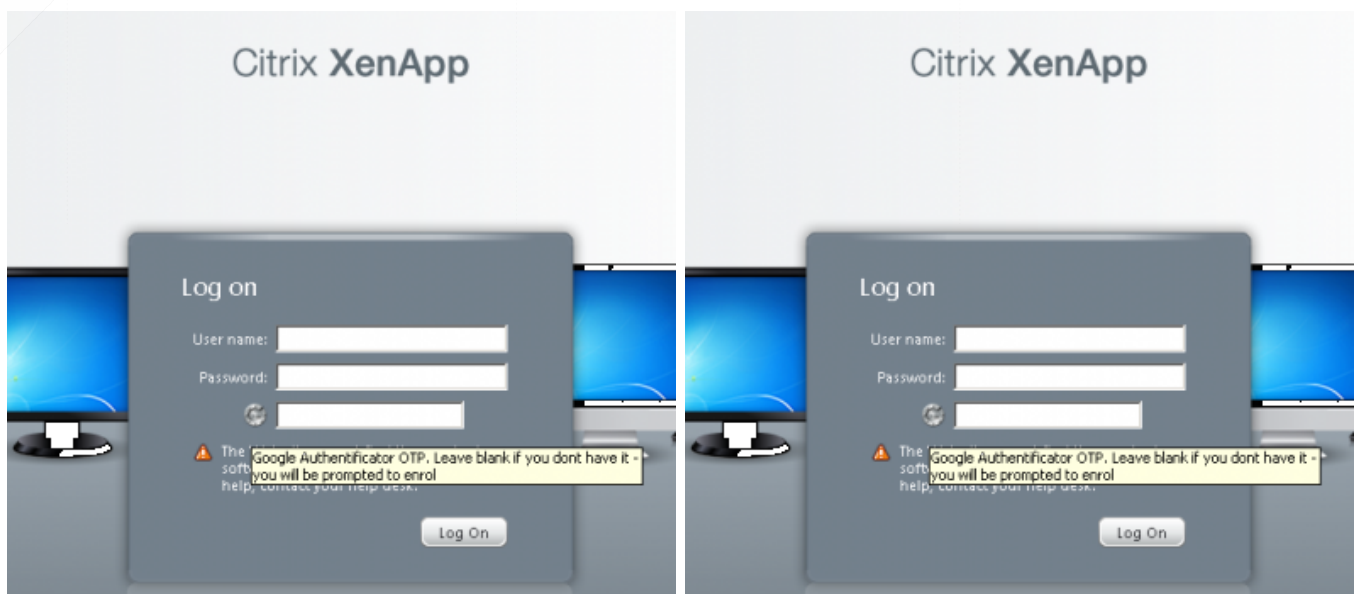 Citrix XenApp
Log on
User name:
Password:
The
Google Authentificator OTP. Leave blank if you dont have it -
soft
you will be prompted to enrol
help, contact your help desk.
Log On
Citrix XenApp
Log on
User name:
Password:
The
Google Authentificator OTP. Leave blank if you dont have it -
soft
you will be prompted to enrol
help, contact your help desk.
Log On